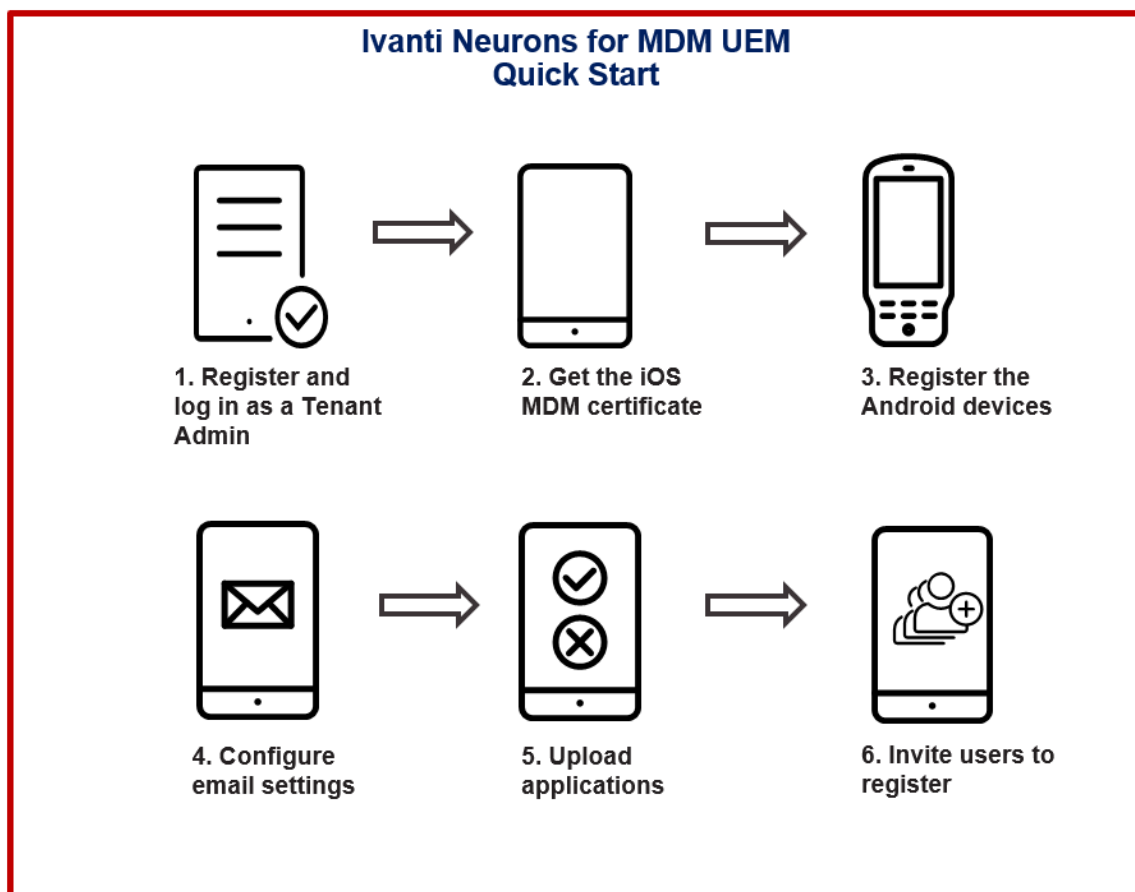 Ivanti Neurons for MDM UEM
Quick Start
1. Register and
log in as a Tenant
Admin
2. Get the iOS
MDM certificate
3. Register the
Android devices
4. Configure
email settings
5. Upload
applications
6. Invite users to
register